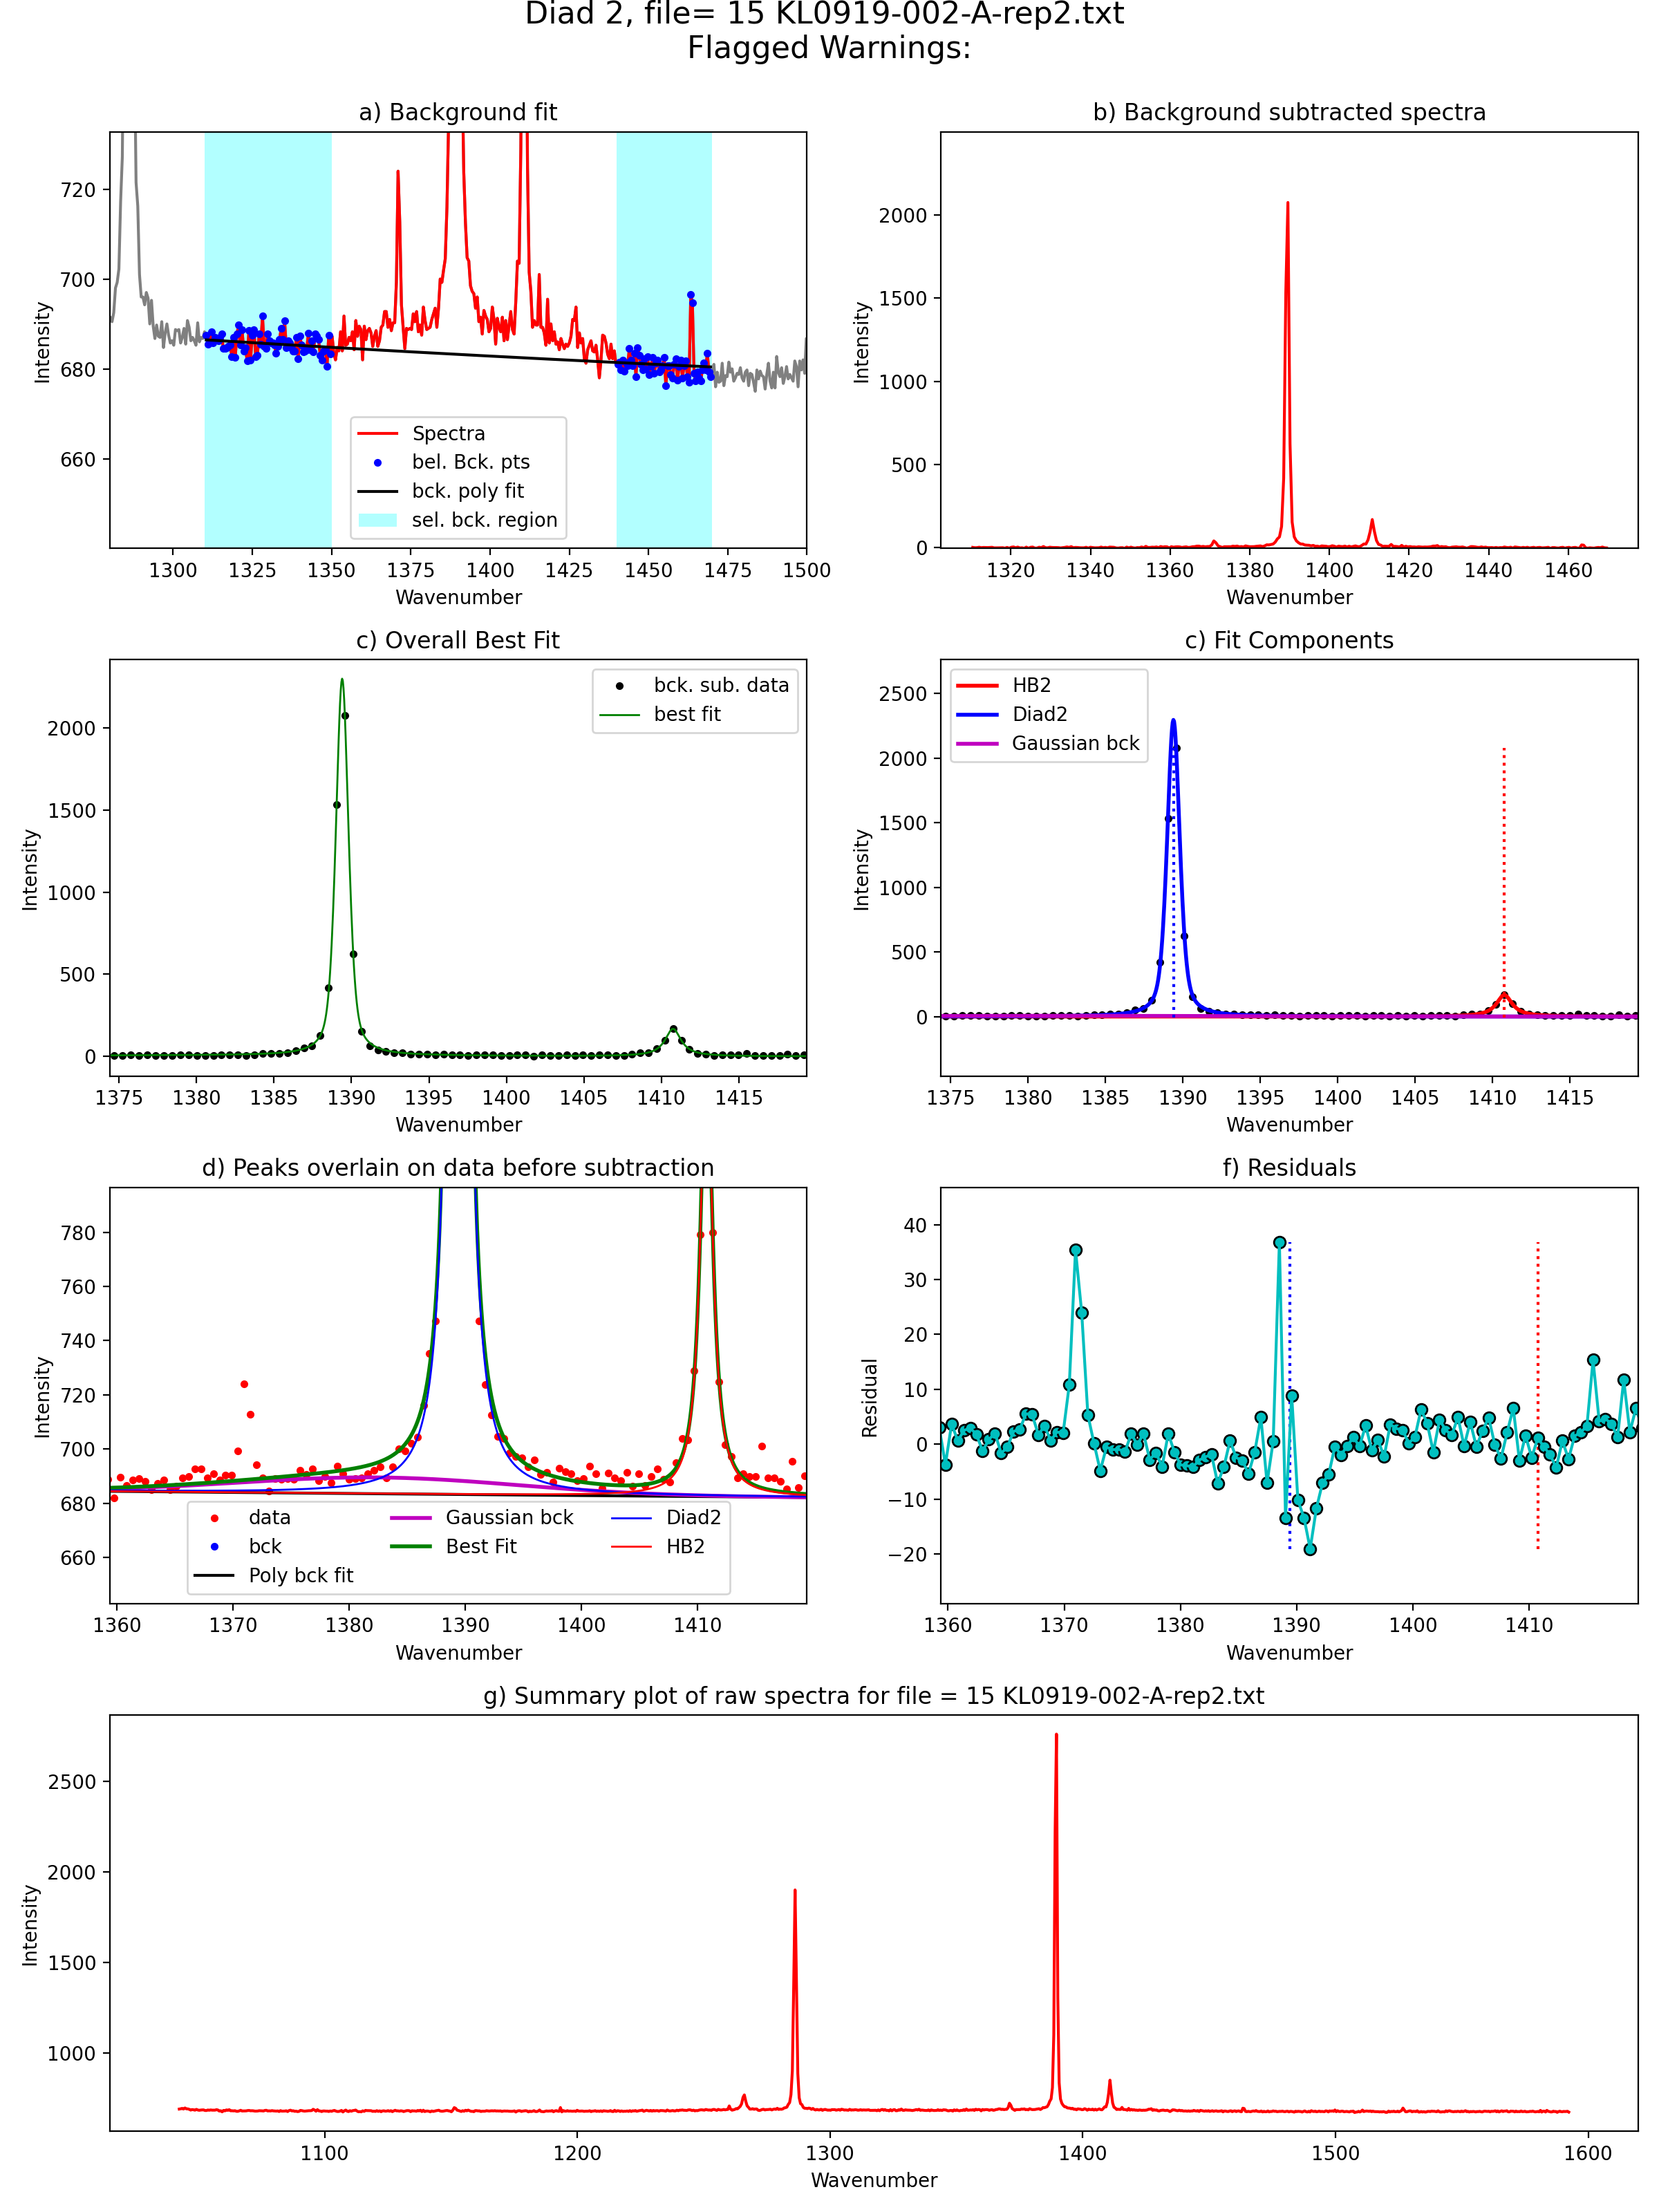 Diad 2, file= 15 KL0919-002-A-rep2.txt
Flagged Warnings:
a) Background fit
Intensity
720
700
680
660
Spectra
bel. Bck. pts
bck. poly fit
sel. bck. region
1300 1325 1350 1375 1400 1425 1450 1475 1500
Wavenumber
b) Background subtracted spectra
Intensity
2000
1500
1000
500
0
1320 1340 1360 1380 1400 1420 1440 1460
Wavenumber
c) Overall Best Fit
Intensity
2000
1500
1000
500
0
bck. sub. data
best fit
1375 1380 1385 1390 1395 1400 1405 1410 1415
Wavenumber
c) Fit Components
Intensity
2500
2000
1500
1000
500
0
HB2
Diad2
Gaussian bck
1375 1380 1385 1390 1395 1400 1405 1410 1415
Wavenumber
d) Peaks overlain on data before subtraction
Intensity
780
760
740
720
700
680
660
data
bck
Poly bck fit
Gaussian bck
Best Fit
Diad2
HB2
1360 1370 1380 1390 1400 1410
Wavenumber
f) Residuals
Residual
40
30
20
10
0
−10
−20
1360 1370 1380 1390 1400 1410
Wavenumber
g) Summary plot of raw spectra for file = 15 KL0919-002-A-rep2.txt
Intensity
2500
2000
1500
1000
1100 1200 1300 1400 1500 1600
Wavenumber